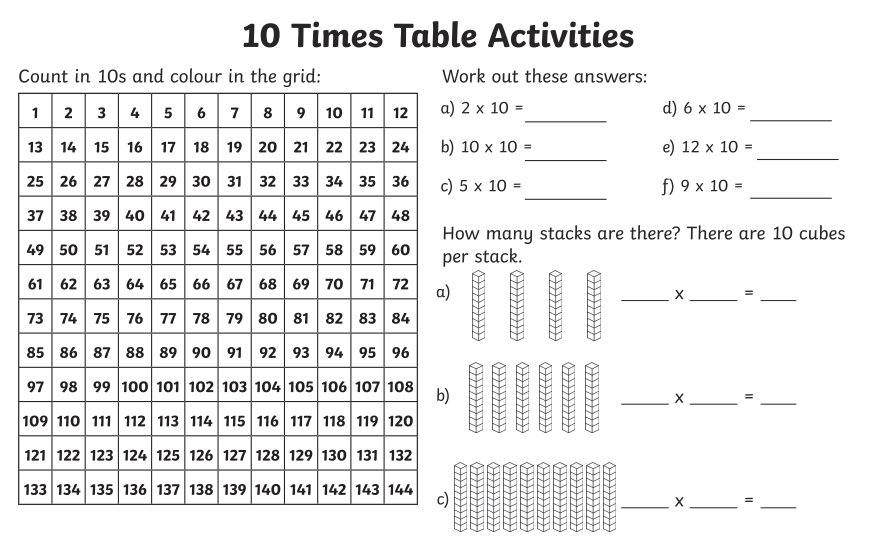 10 Times Table Activities
Count in 10s and colour in the grid:
1 2 3 4 5 6 7 8 9 10 11 12
13 14 15 16 17 18 19 20 21 22 23 24
25 26 27 28 29 30 31 32 33 34 35 36
37 38 39 40 41 42 43 44 45 46 47 48
49 50 51 52 53 54 55 56 57 58 59 60
61 62 63 64 65 66 67 68 69 70 71 72
73 74 75 76 77 78 79 80 81 82 83 84
85 86 87 88 89 90 91 92 93 94 95 96
97 98 99 100 101 102 103 104 105 106 107 108
109 110 111 112 113 114 115 116 117 118 119 120
121 122 123 124 125 126 127 128 129 130 131 132
133 134 135 136 137 138 139 140 141 142 143 144
Work out these answers:
a) 2 x 10 = ________ d) 6 x 10 = ________
b) 10 x 10 = ________ e) 12 x 10 = ________
c) 5 x 10 = ________ f) 9 x 10 = ________
How many stacks are there? There are 10 cubes
per stack.
a) _____ x _____ = ____
b) _____ x _____ = ____
c) _____ x _____ = ____